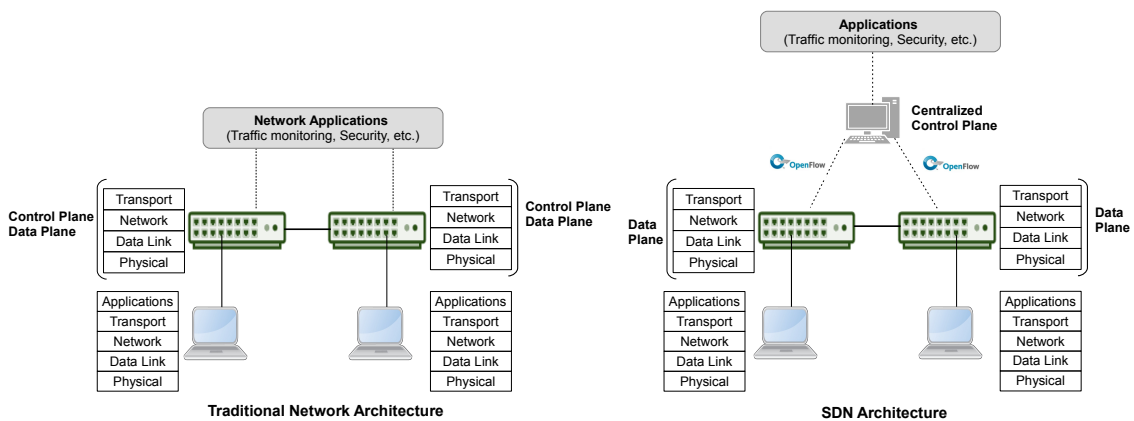 Network Applications
(Traffic monitoring, Security, etc.)
Control Plane
Data Plane
Transport
Network
Data Link
Physical
Transport
Network
Data Link
Physical
Control Plane
Data Plane
Applications
Transport
Network
Data Link
Physical
Applications
Transport
Network
Data Link
Physical
Traditional Network Architecture
Applications
(Traffic monitoring, Security, etc.)
Centralized
Control Plane
OpenFlow
OpenFlow
Data
Plane
Transport
Network
Data Link
Physical
Transport
Network
Data Link
Physical
Data
Plane
Applications
Transport
Network
Data Link
Physical
Applications
Transport
Network
Data Link
Physical
SDN Architecture